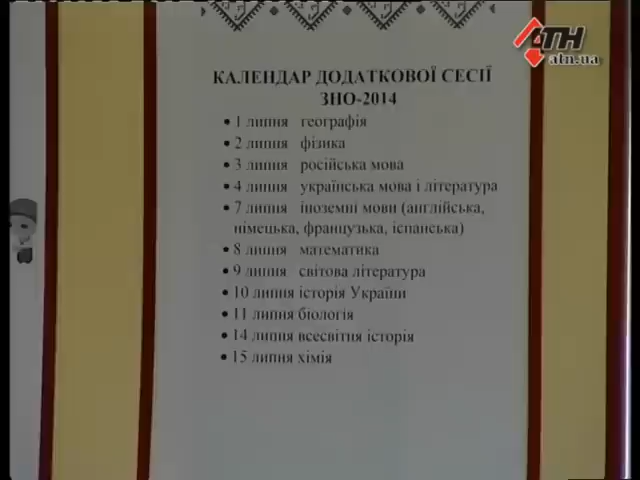 АТН
atn.ua
КАЛЕНДАР ДОДАТКОВОЇ СЕСІЇ
ЗНО-2014
• 1 липня географія
• 2 липня фізика
• 3 липня російська мова
• 4 липня українська мова і література
• 7 липня іноземні мови (англійська,
німецька, французька, іспанська)
• 8 липня математика
• 9 липня світова література
• 10 липня історія України
• 11 липня біологія
• 14 липня всесвітня історія
• 15 липня хімія